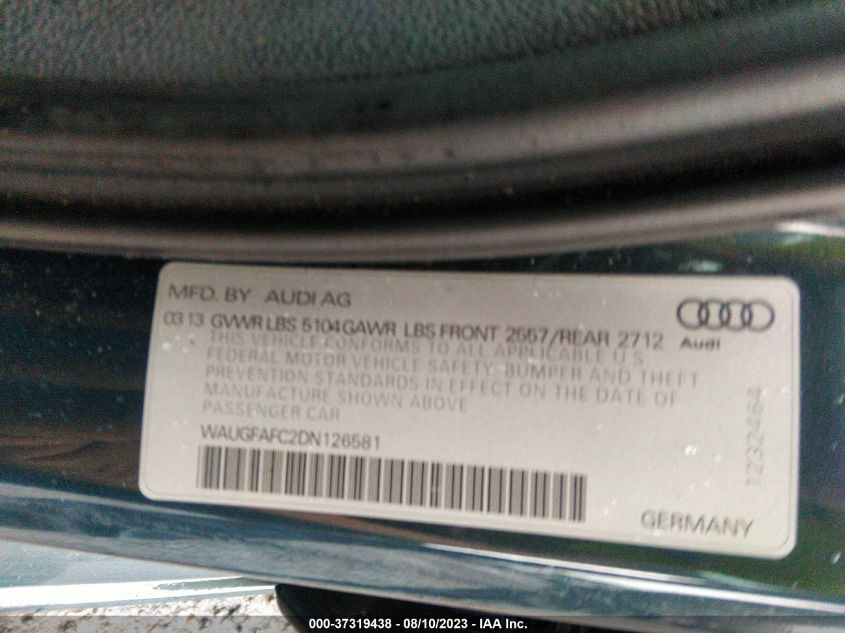 MFD. BY AUDI AG
03 13 GVWR LBS 5104 GAWR LBS FRONT 2557/REAR 2712
THIS VEHICLE CONFORMS TO ALL APPLICABLE U S
FEDERAL MOTOR VEHICLE SAFETY, BUMPER AND THEFT
PREVENTION STANDARDS IN EFFECT ON THE DATE OF
MANUFACTURE SHOWN ABOVE
PASSENGER CAR
WAUGFAFC2DN126581
Audi
1232464
GERMANY
000-37319438 - 08/10/2023 - IAA Inc.